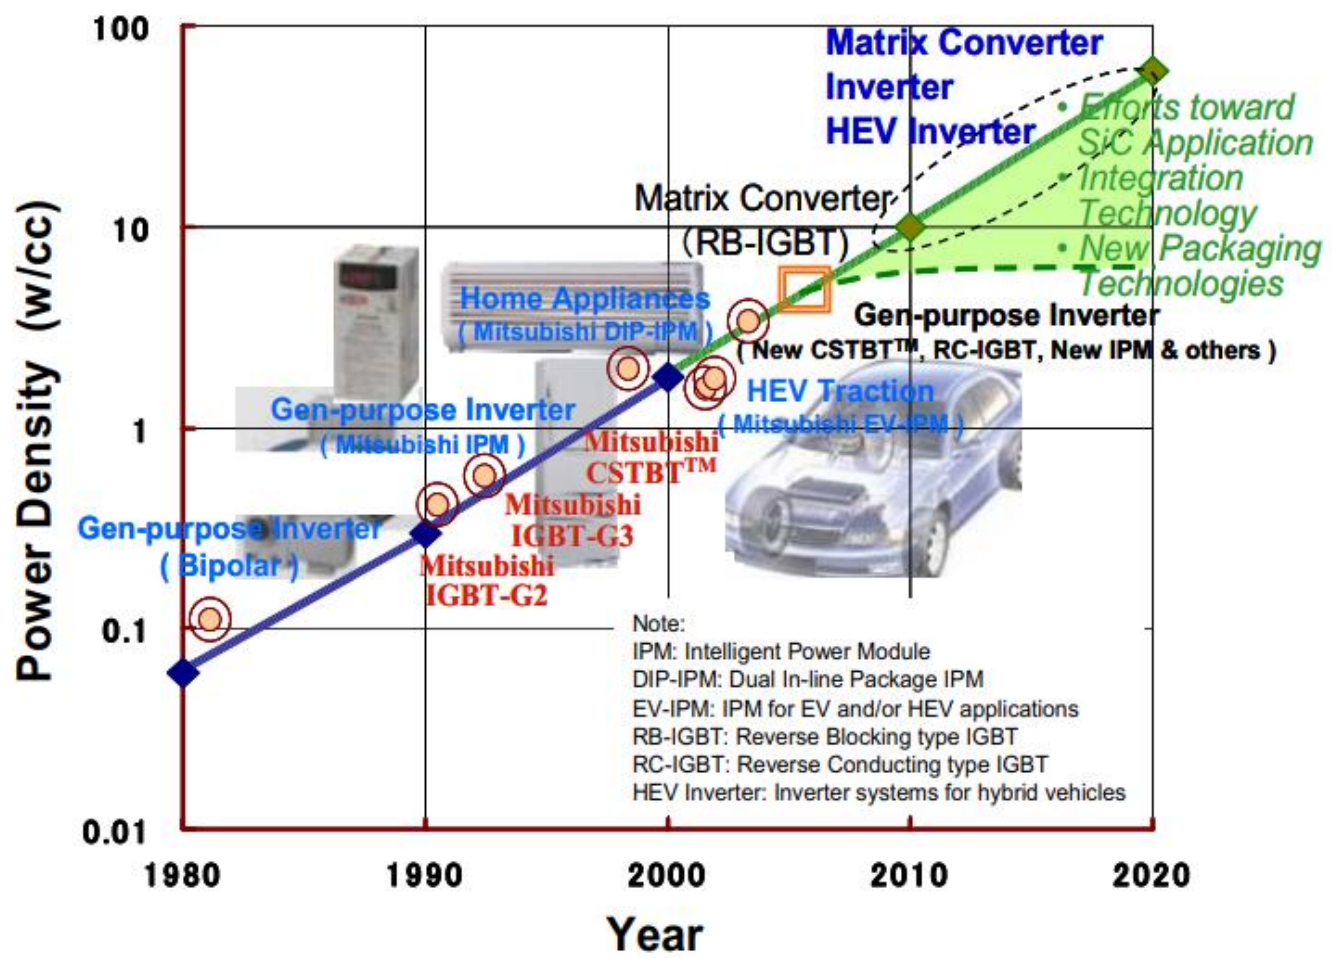 100
10
1
0.1
0.01
Power Density (w/cc)
1980
1990
2000
2010
2020
Year
Matrix Converter
Inverter
HEV Inverter
• Efforts toward
SiC Application
• Integration
Technology
• New Packaging
Technologies
Matrix Converter
(RB-IGBT)
Home Appliances
( Mitsubishi DIP-IPM )
Gen-purpose Inverter
( New CSTBT™, RC-IGBT, New IPM & others )
HEV Traction
( Mitsubishi EV-IPM )
Gen-purpose Inverter
( Mitsubishi IPM )
Mitsubishi
CSTBT™
Mitsubishi
IGBT-G3
Gen-purpose Inverter
( Bipolar )
Mitsubishi
IGBT-G2
Note:
IPM: Intelligent Power Module
DIP-IPM: Dual In-line Package IPM
EV-IPM: IPM for EV and/or HEV applications
RB-IGBT: Reverse Blocking type IGBT
RC-IGBT: Reverse Conducting type IGBT
HEV Inverter: Inverter systems for hybrid vehicles